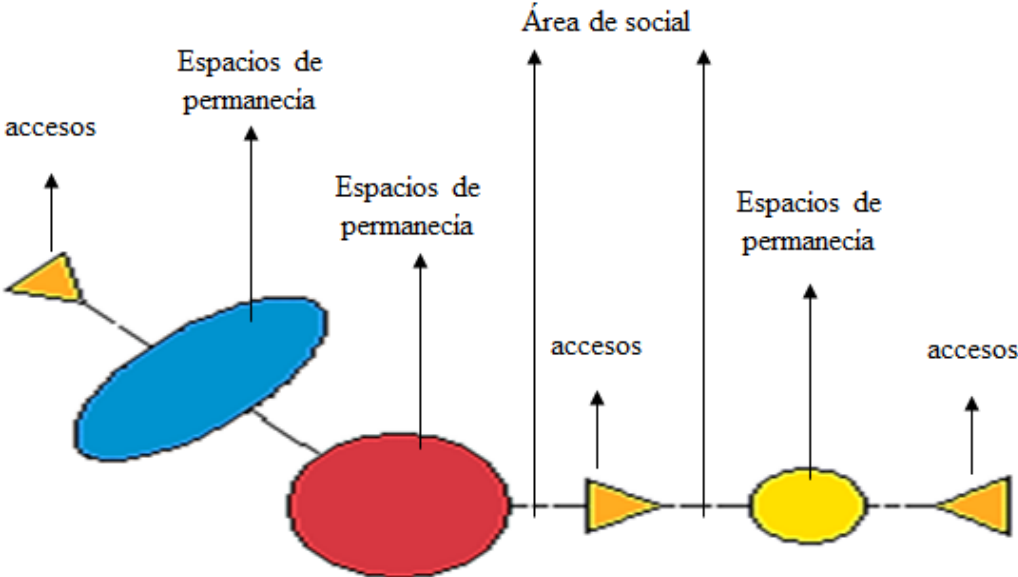 Área de social
Espacios de
permanecía
accesos
Espacios de
permanecía
Espacios de
permanecía
accesos
accesos